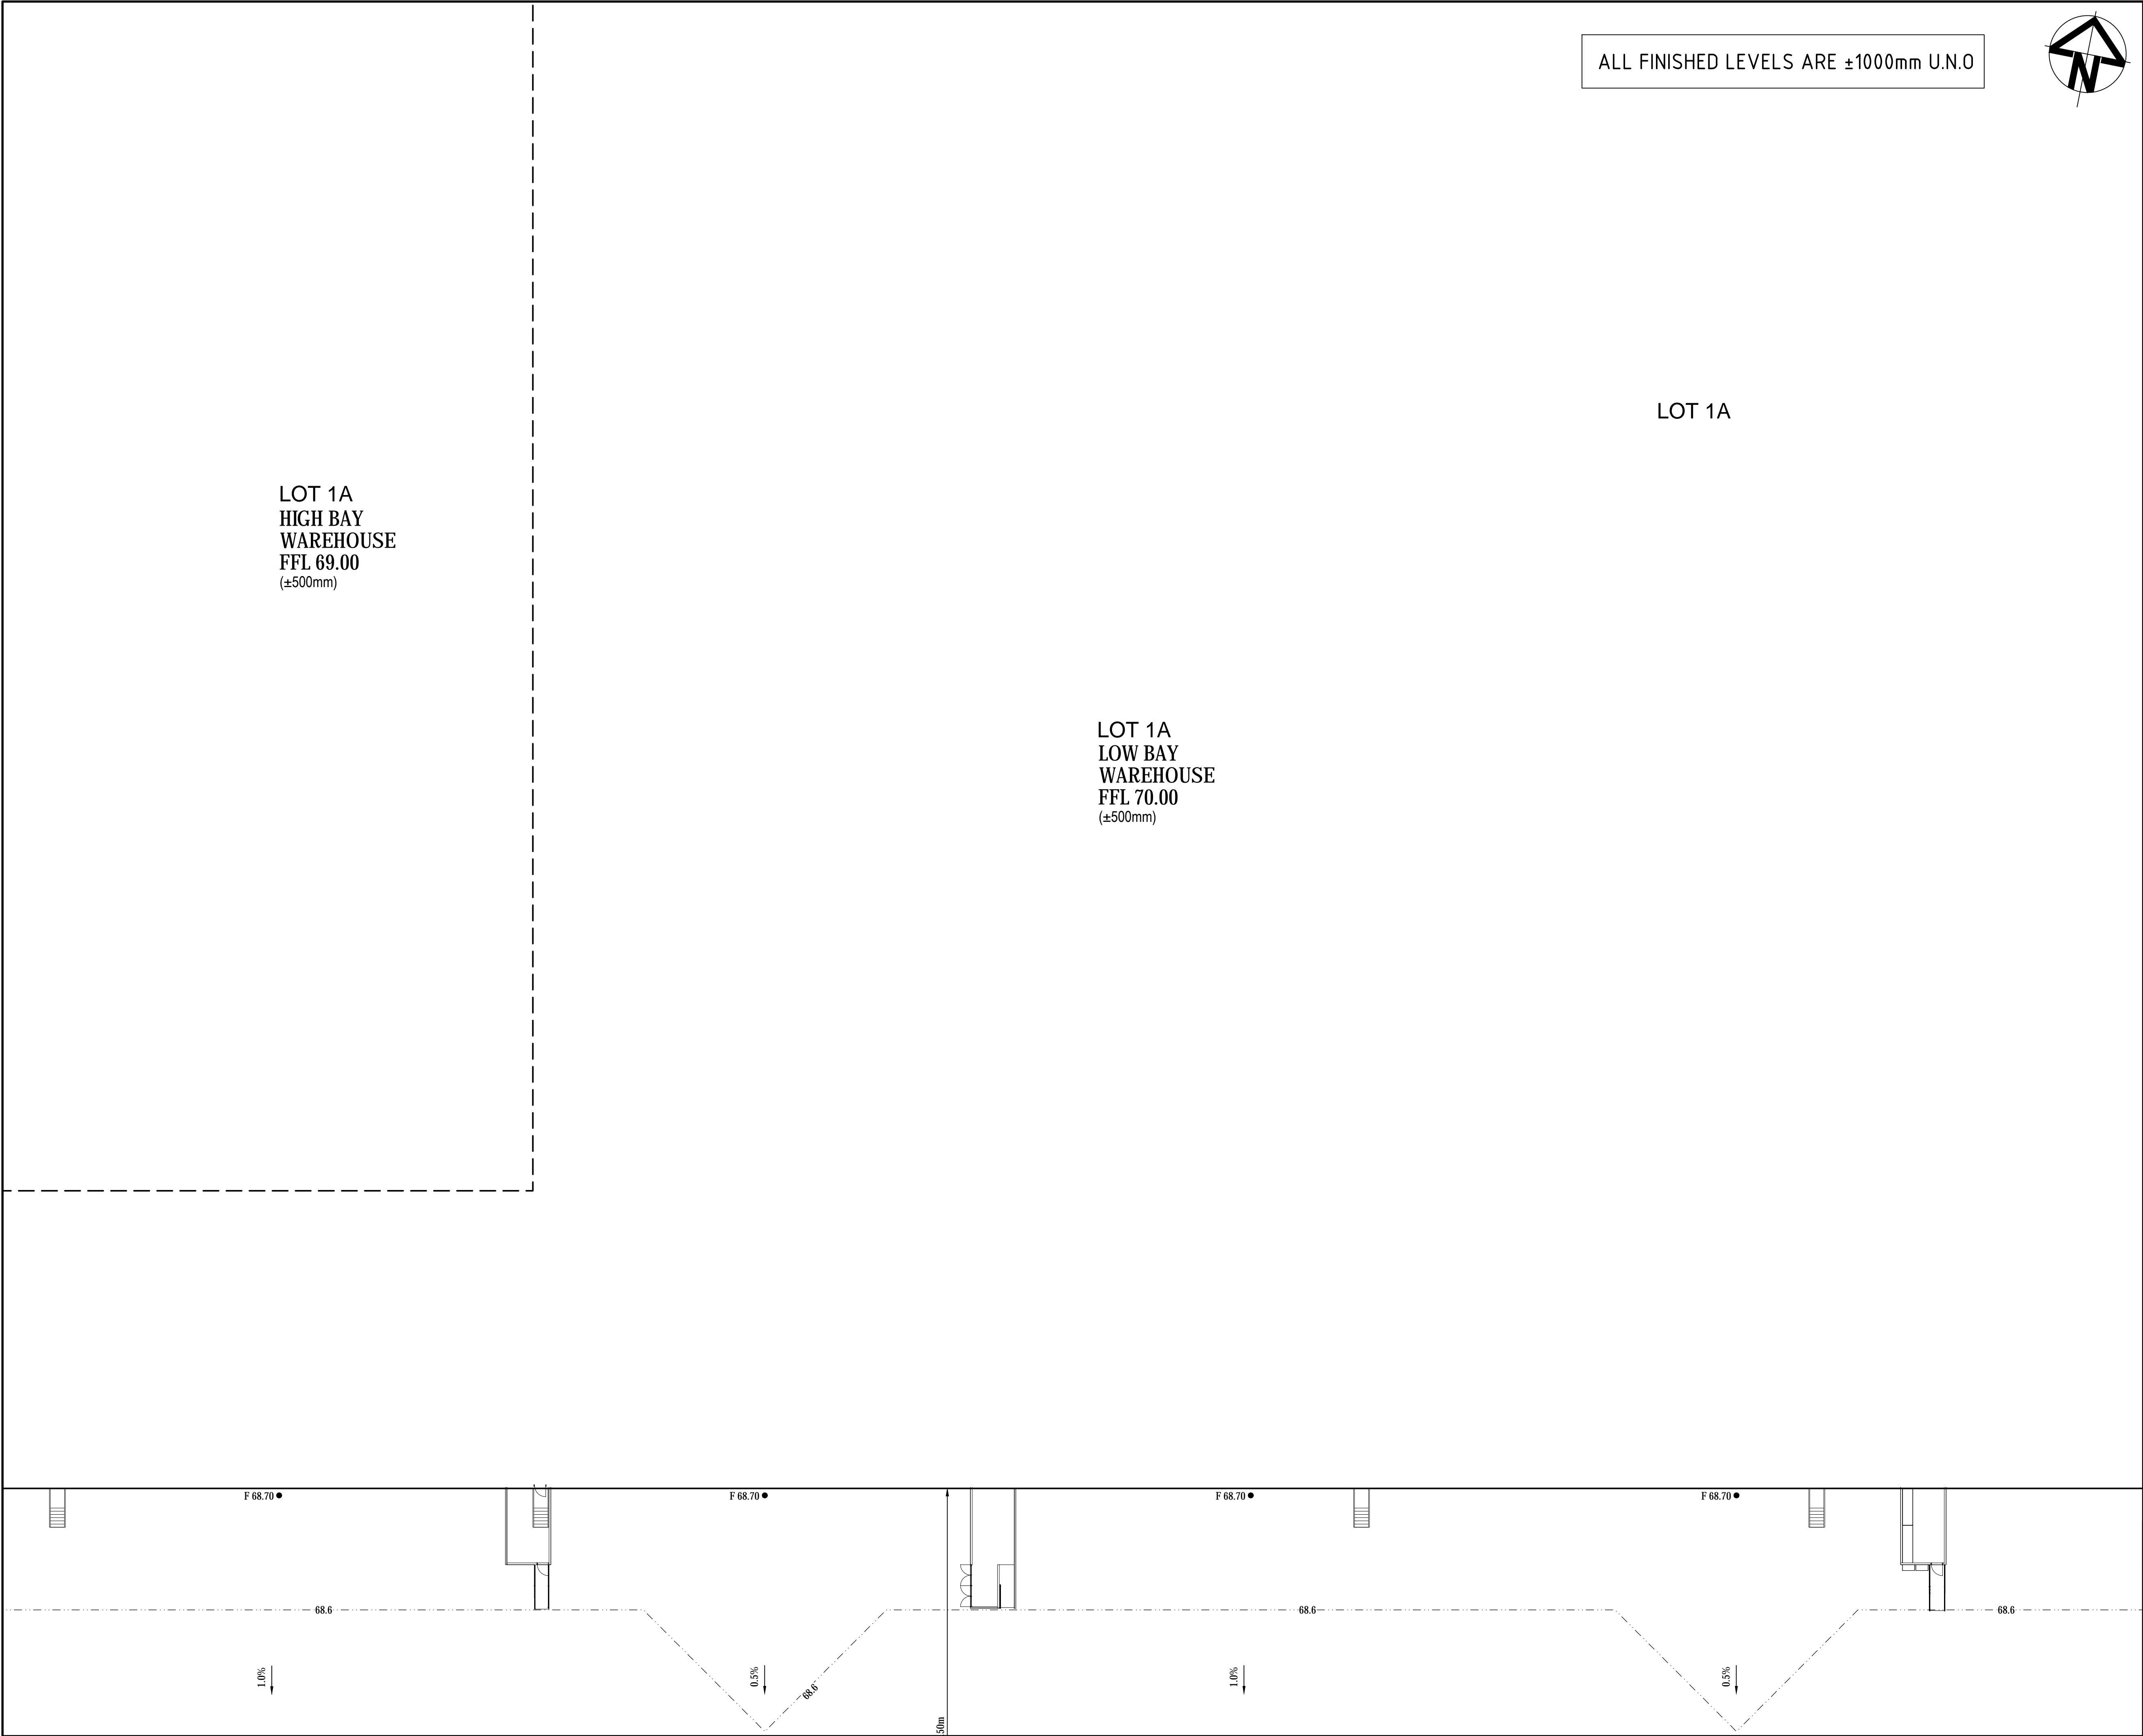 ALL FINISHED LEVELS ARE ±1000mm U.N.O
N
LOT 1A
LOT 1A
HIGH BAY
WAREHOUSE
FFL 69.00
(±500mm)
LOT 1A
LOW BAY
WAREHOUSE
FFL 70.00
(±500mm)
F 68.70
F 68.70
F 68.70
F 68.70
68.6
68.6
68.6
1.0%
0.5%
68.6
50m
1.0%
0.5%